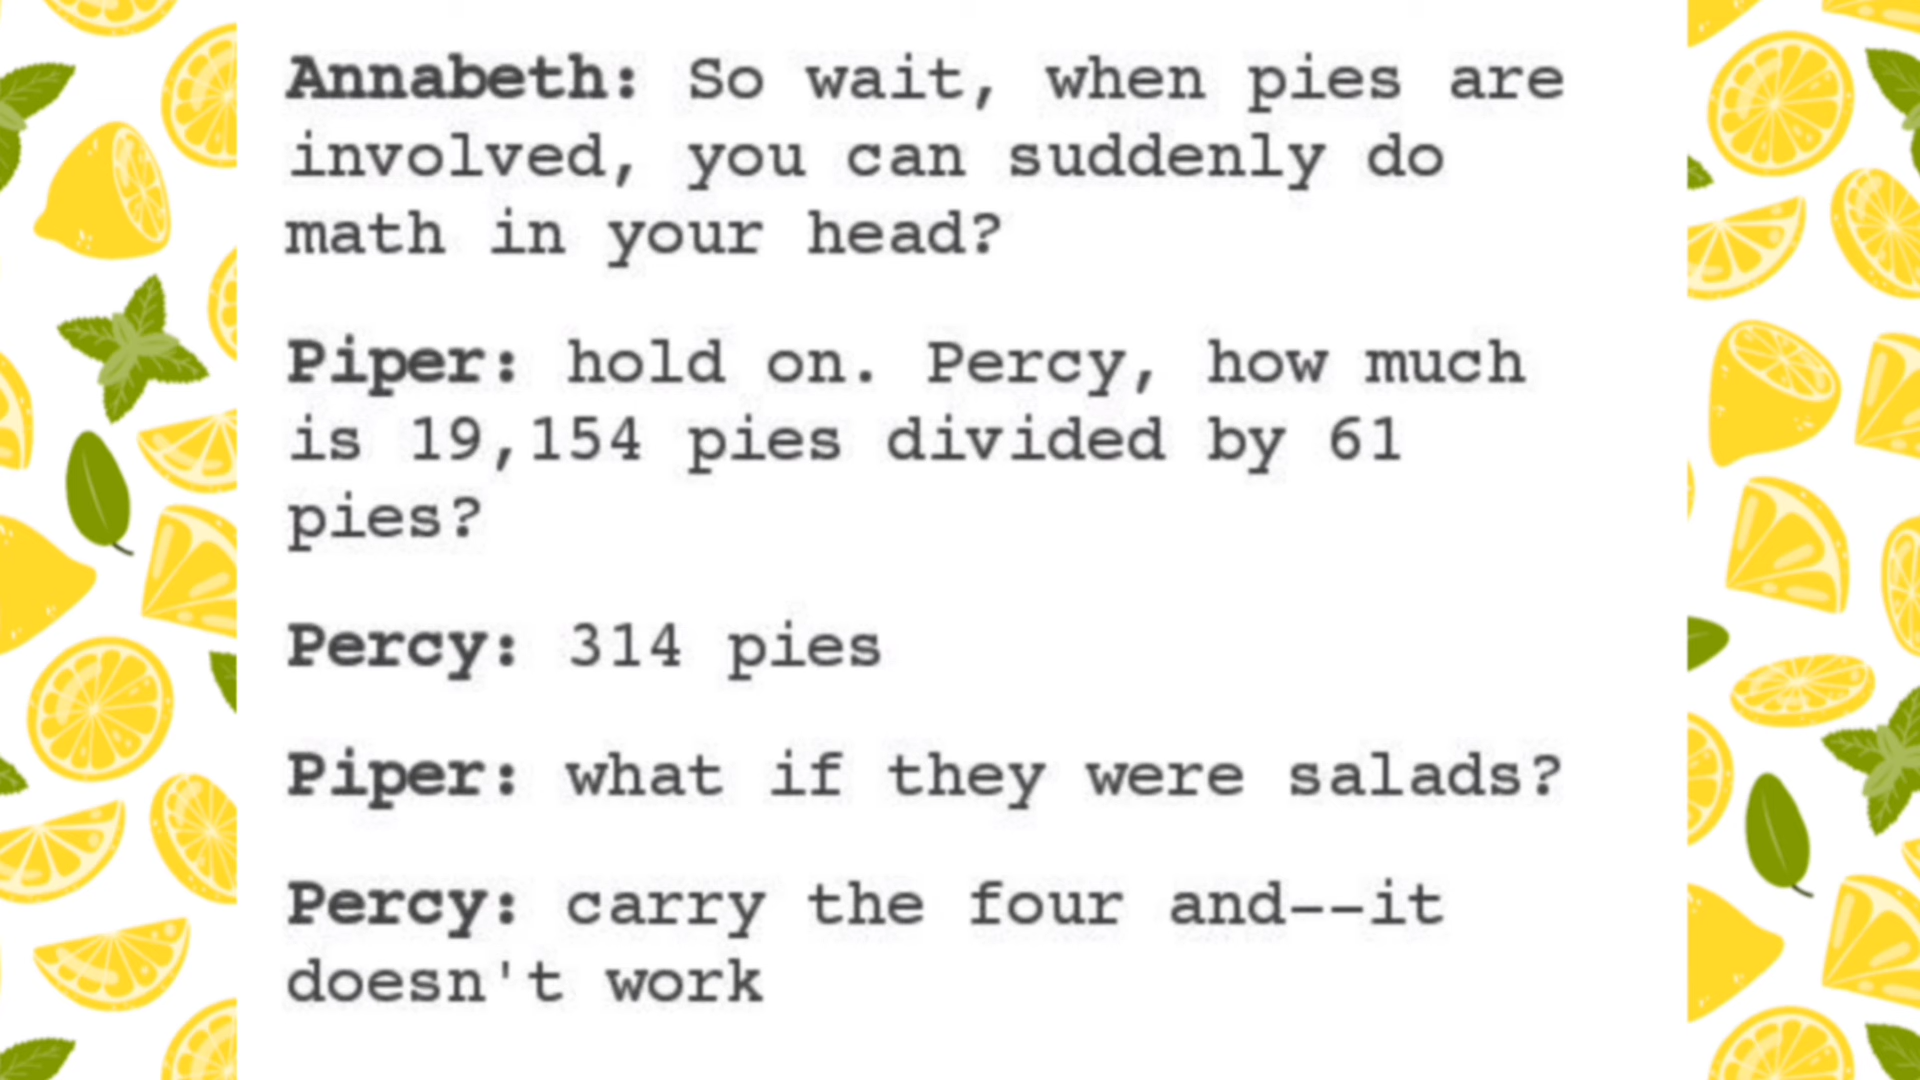 Annabeth: So wait, when pies are
involved, you can suddenly do
math in your head?
Piper: hold on. Percy, how much
is 19,154 pies divided by 61
pies?
Percy: 314 pies
Piper: what if they were salads?
Percy: carry the four and--it
doesn't work